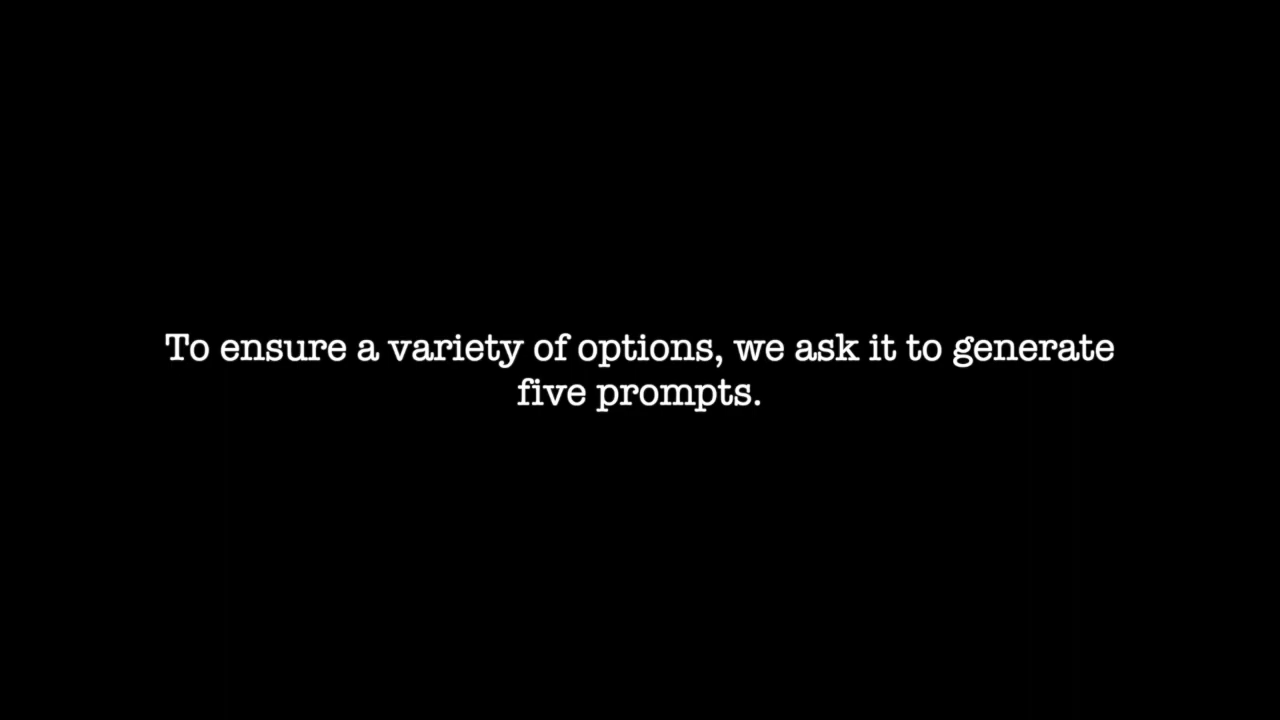 To ensure a variety of options, we ask it to generate
five prompts.